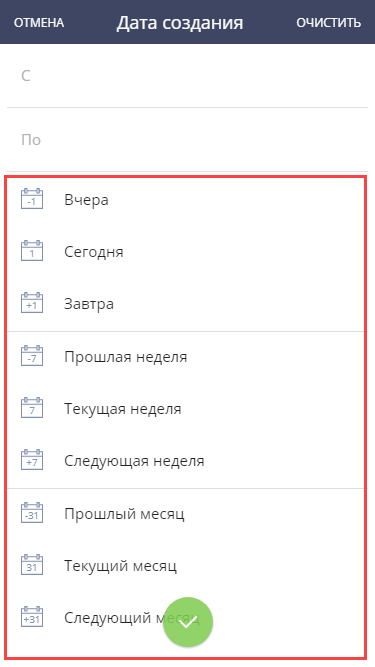 ОТМЕНА Дата создания ОЧИСТИТЬ
С
По
-1 Вчера
1 Сегодня
+1 Завтра
-7 Прошлая неделя
7 Текущая неделя
+7 Следующая неделя
-31 Прошлый месяц
31 Текущий месяц
+31 Следующий месяц